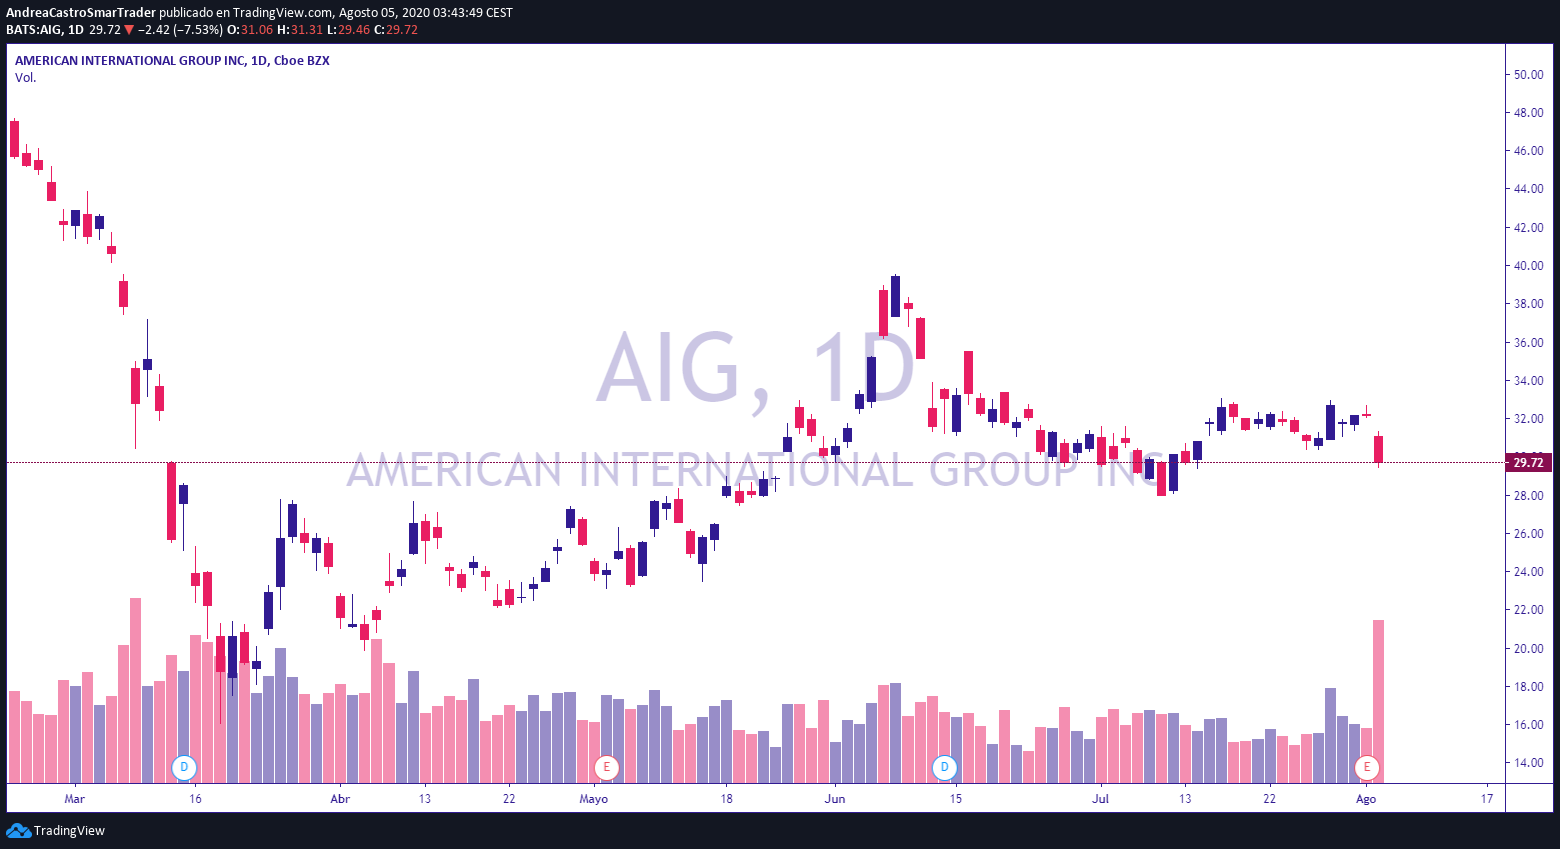 AndreaCastroSmarTrader publicado en TradingView.com, Agosto 05, 2020 03:43:49 CEST
BATS:AIG, 1D 29.72 ▼ −2.42 (−7.53%) O:31.06 H:31.31 L:29.46 C:29.72
AMERICAN INTERNATIONAL GROUP INC, 1D, Cboe BZX
Vol.
50.00
48.00
46.00
44.00
42.00
40.00
38.00
36.00
34.00
32.00
29.72
28.00
26.00
24.00
22.00
20.00
18.00
16.00
14.00
AIG, 1D
AMERICAN INTERNATIONAL GROUP INC
D E D E
Mar 16 Abr 13 22 Mayo 18 Jun 15 Jul 13 22 Ago 17
TradingView